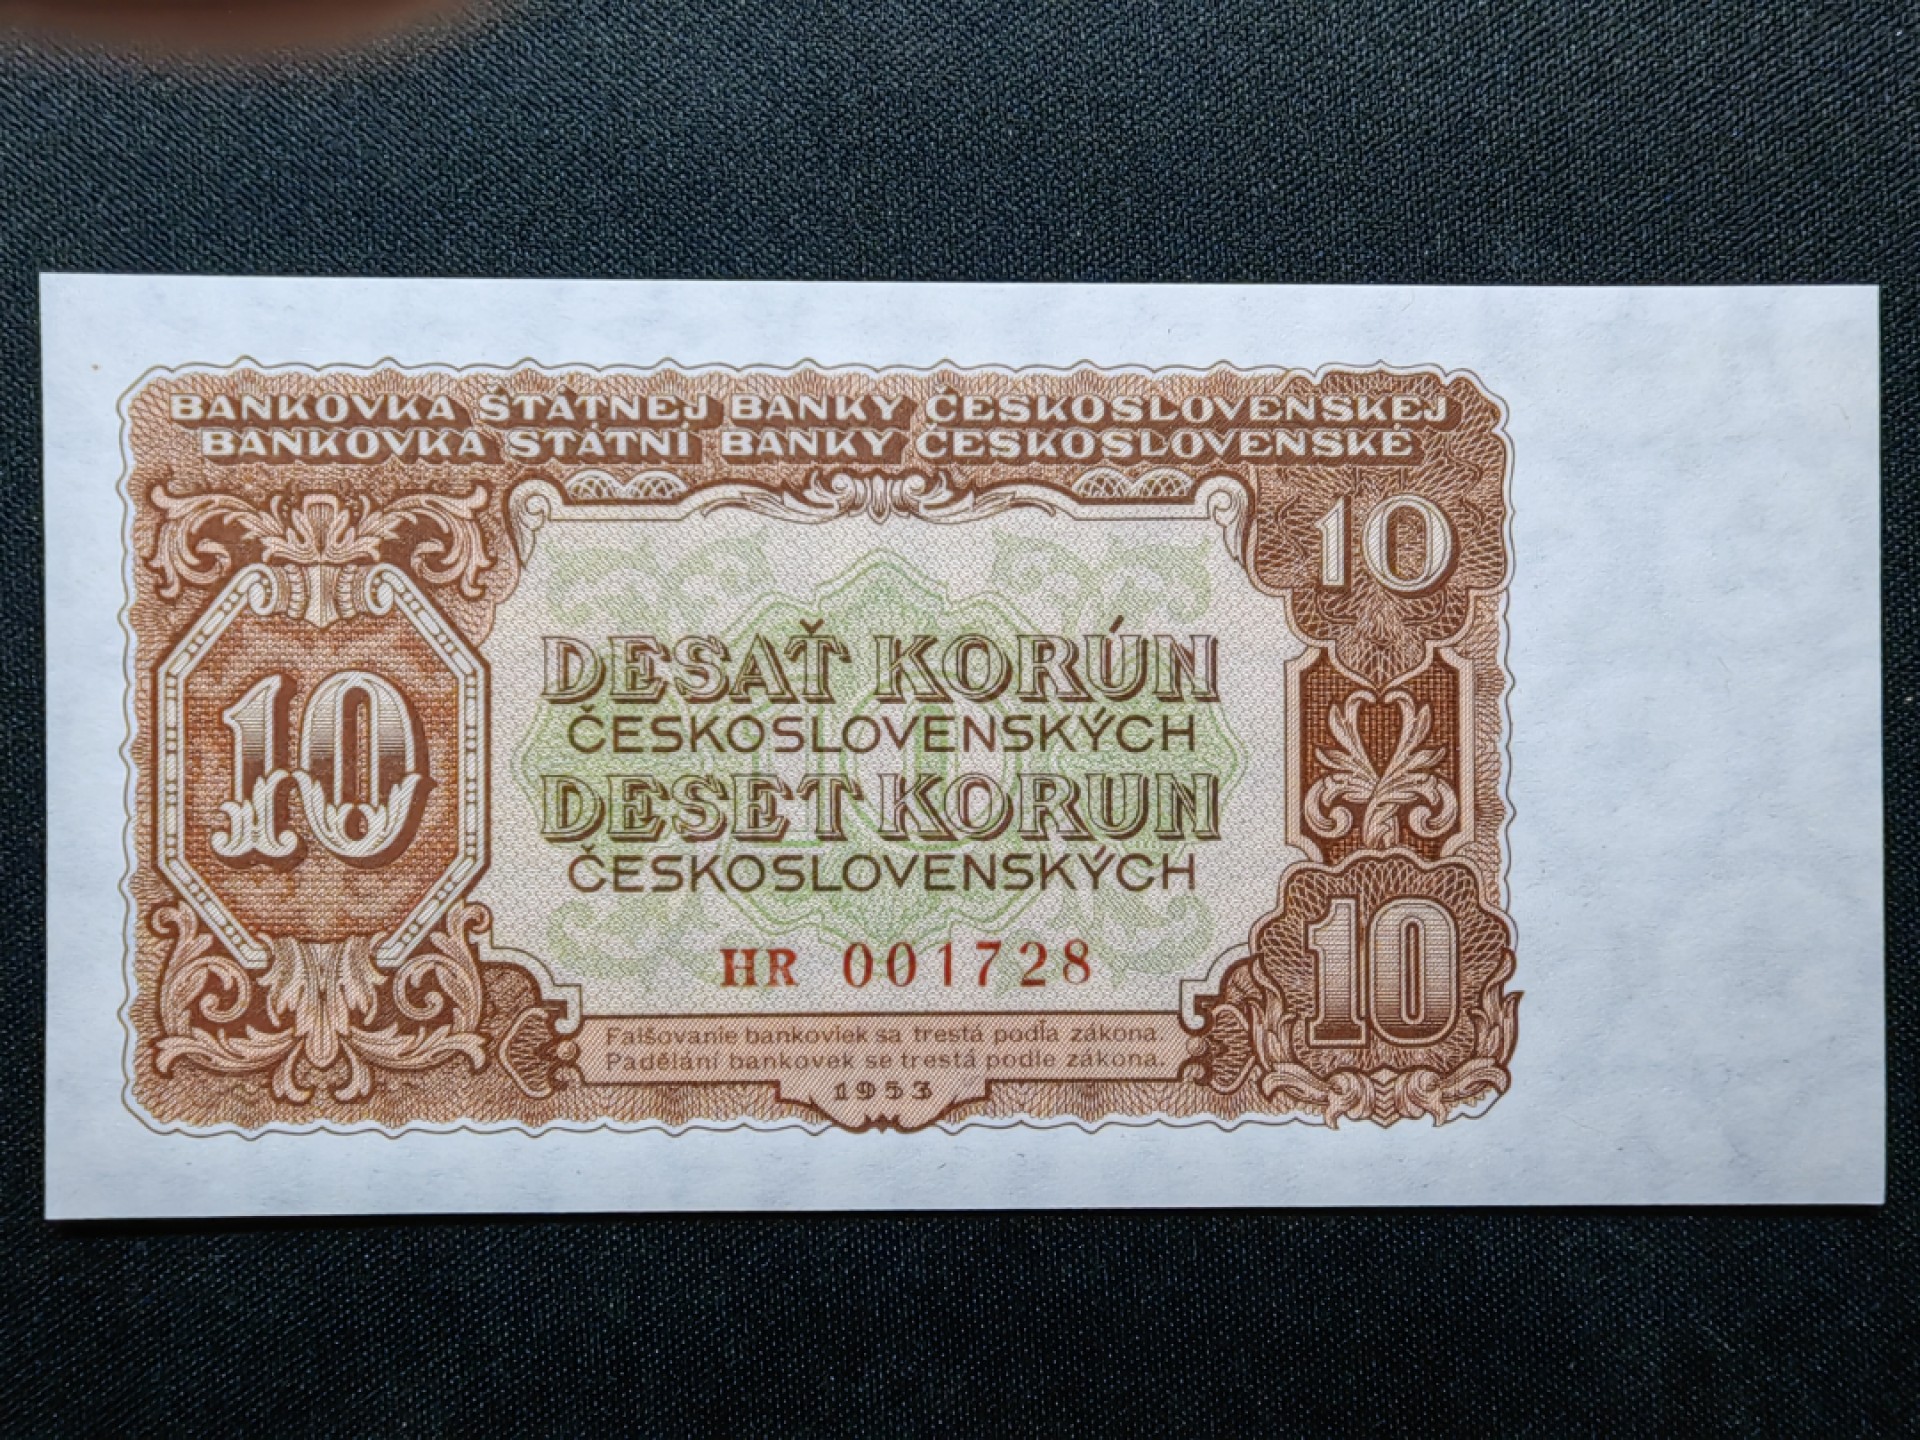 BANKOVKA ŠTÁTNEJ BANKY ČESKOSLOVENSKEJ
BANKOVKA STÁTNÍ BANKY ČESKOSLOVENSKÉ
10
10
DESAŤ KORÚN
ČESKOSLOVENSKÝCH
DESET KORUN
ČESKOSLOVENSKÝCH
10
HR 001728
Falšovanie bankoviek sa trestá podľa zákona.
Padělání bankovek se trestá podle zákona.
1953